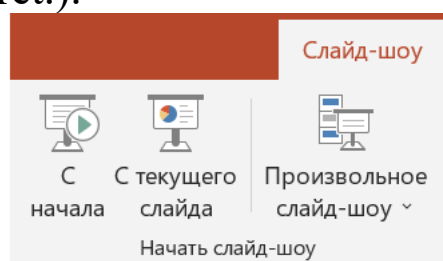 Слайд-шоу
С начала
С текущего слайда
Произвольное слайд-шоу
Начать слайд-шоу